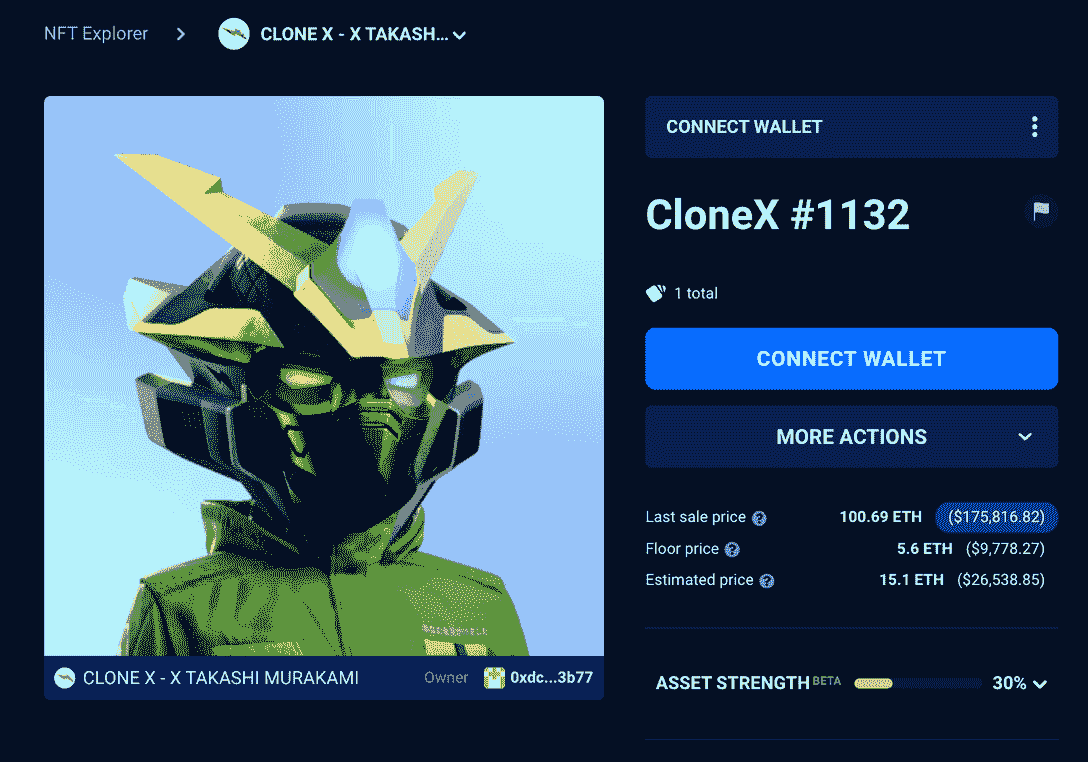 NFT Explorer
CLONE X - X TAKASH...
CONNECT WALLET
CloneX #1132
1 total
CONNECT WALLET
MORE ACTIONS
Last sale price ? 100.69 ETH ($175,816.82)
Floor price ? 5.6 ETH ($9,778.27)
Estimated price ? 15.1 ETH ($26,538.85)
CLONE X - X TAKASHI MURAKAMI Owner 0xdc...3b77
ASSET STRENGTH BETA 30%